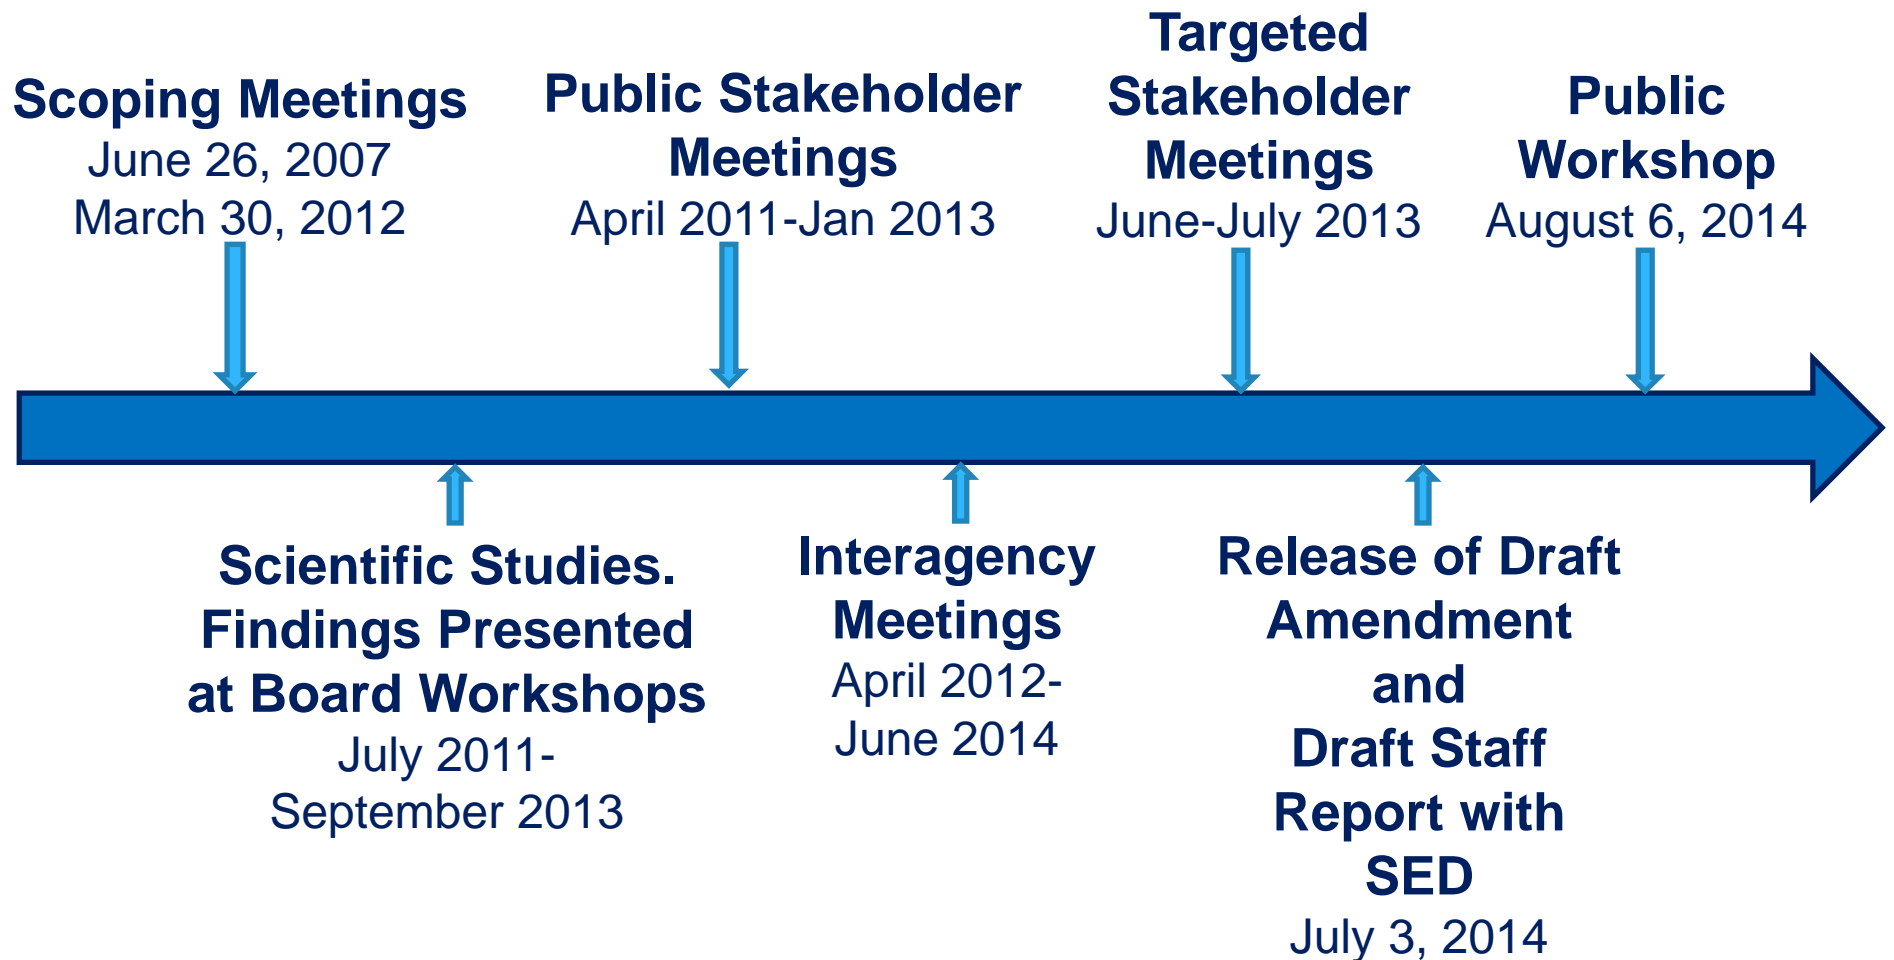 Scoping Meetings
June 26, 2007
March 30, 2012
Public Stakeholder
Meetings
April 2011-Jan 2013
Targeted
Stakeholder
Meetings
June-July 2013
Public
Workshop
August 6, 2014
Scientific Studies.
Findings Presented
at Board Workshops
July 2011-
September 2013
Interagency
Meetings
April 2012-
June 2014
Release of Draft
Amendment
and
Draft Staff
Report with
SED
July 3, 2014